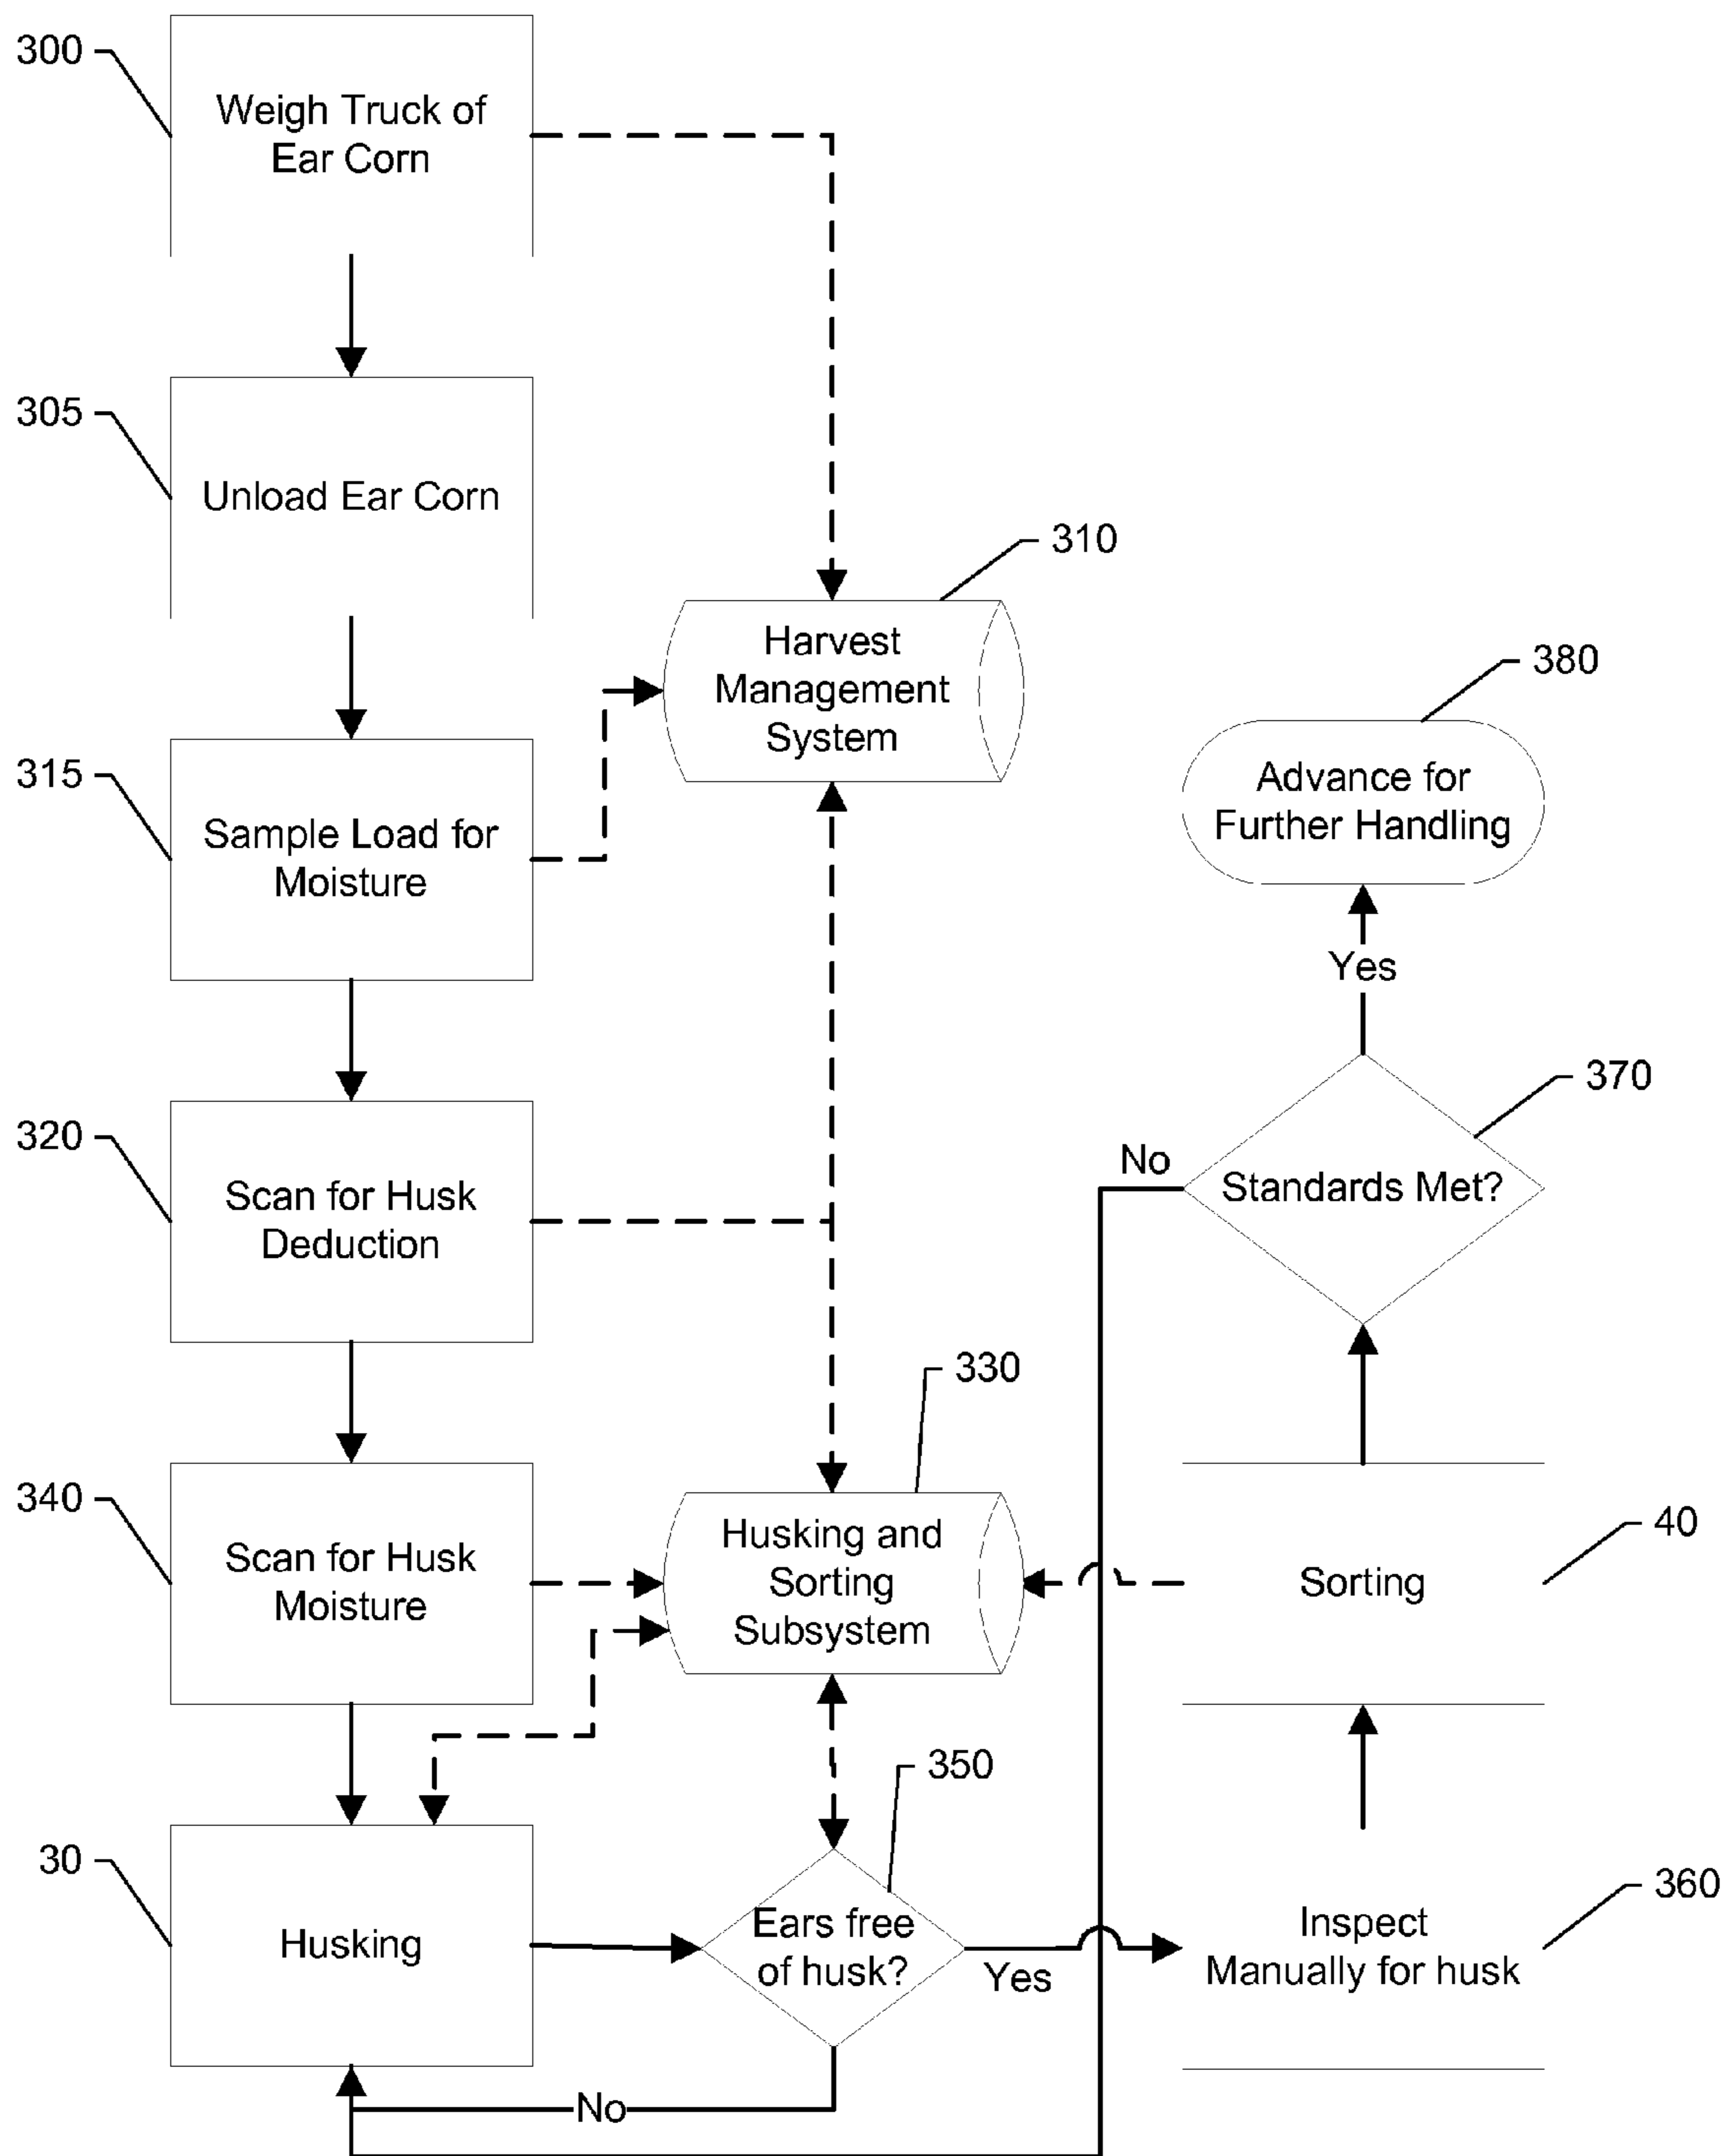 300
Weigh Truck of
Ear Corn
305
Unload Ear Corn
310
Harvest
Management
System
315
Sample Load for
Moisture
380
Advance for
Further Handling
Yes
320
Scan for Husk
Deduction
370
No
Standards Met?
330
Husking and
Sorting
Subsystem
340
Scan for Husk
Moisture
40
Sorting
350
30
Husking
Ears free
of husk?
Yes
360
Inspect
Manually for husk
No